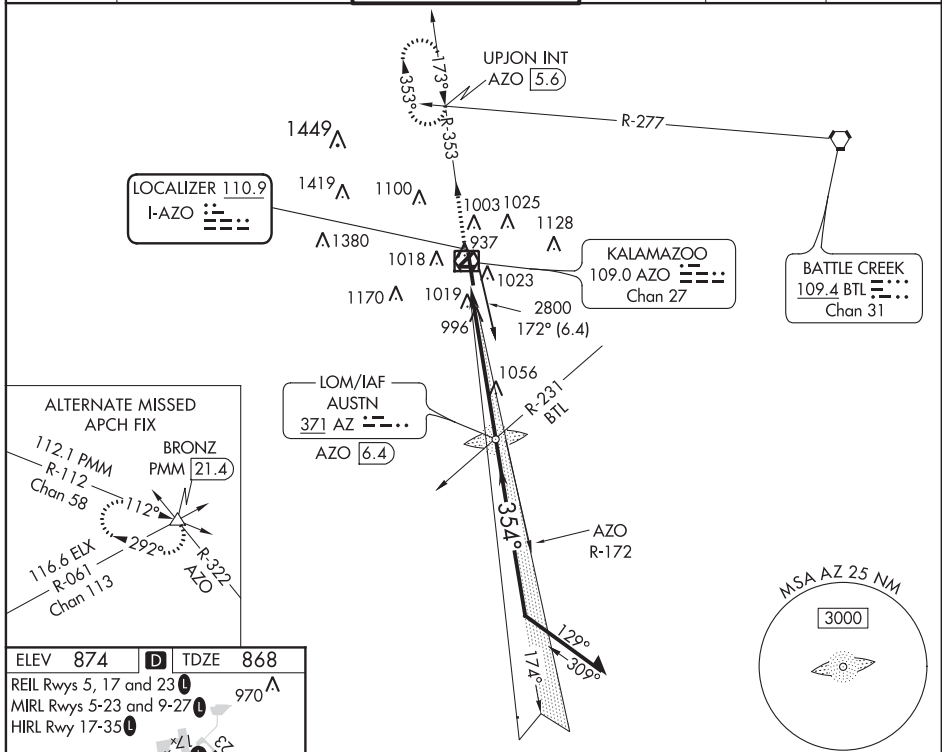 UPJON INT
AZO 5.6
173°
353°
R-353
R-277
1449
LOCALIZER 110.9
I-AZO
1419
1100
1003
1025
1128
1380
937
1018
1023
KALAMAZOO
109.0 AZO
Chan 27
BATTLE CREEK
109.4 BTL
Chan 31
1170
1019
996
2800
172° (6.4)
1056
LOM/IAF
AUSTN
371 AZ
AZO 6.4
R-231
BTL
ALTERNATE MISSED
APCH FIX
BRONZ
PMM 21.4
112.1 PMM
R-112
Chan 58
112°
292°
116.6 ELX
R-061
Chan 113
R-322
AZO
354°
AZO
R-172
129°
309°
174°
MSA AZ 25 NM
3000
ELEV 874 D TDZE 868
REIL Rwys 5, 17 and 23 L
MIRL Rwys 5-23 and 9-27 L
HIRL Rwy 17-35 L
970
17
23